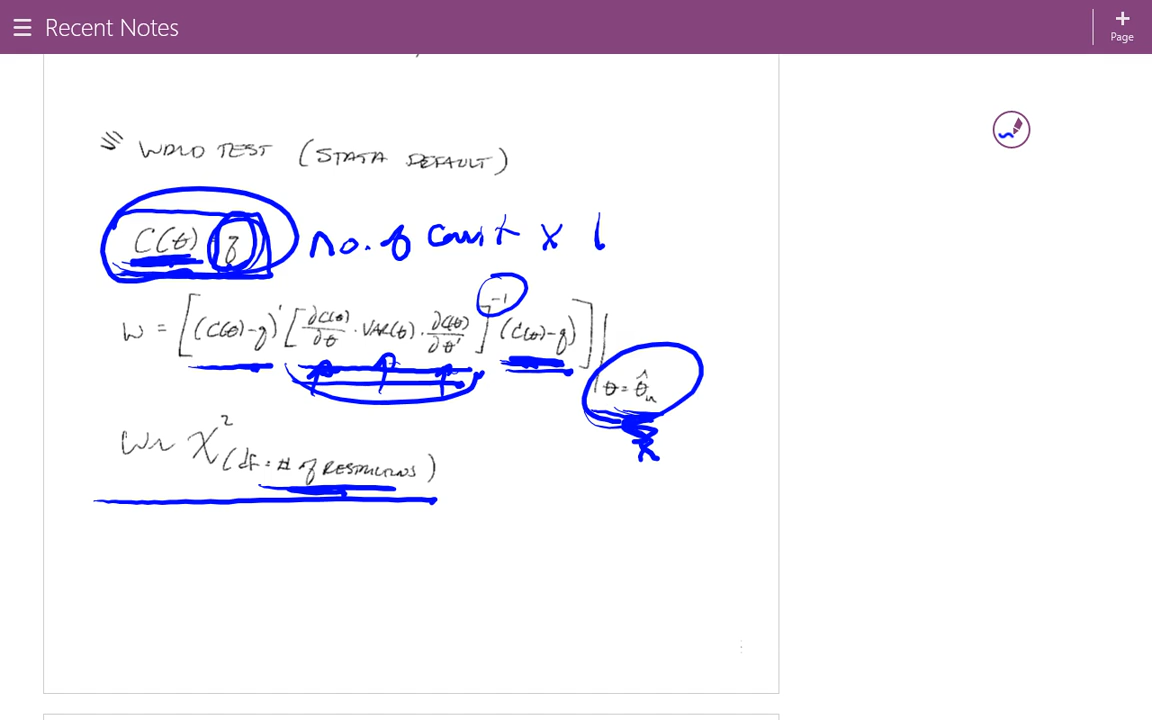 Recent Notes
Page
WALD TEST (STATA DEFAULT)
C(θ) q no. of const x 1
W = [(C(θ)-q)' [∂C(θ)/∂θ · VAR(θ) · ∂C(θ)/∂θ']⁻¹ (C(θ)-q)] | θ = θ̂u
W ~ χ² (df = # of RESTRICTIONS)